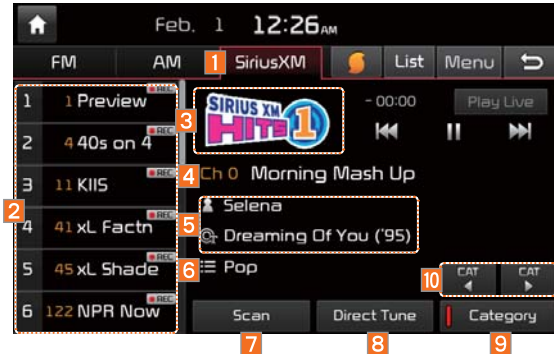 Feb. 1 12:26 AM
FM AM 1 SiriusXM List Menu
1 1 Preview REC
2 4 40s on 4 REC
3 11 KIIS REC
4 41 xL Factn REC
5 45 xL Shade REC
6 122 NPR Now REC
2
3 SIRIUS XM HITS 1
- 00:00 Play Live
4 Ch 0 Morning Mash Up
5 Selena
Dreaming Of You ('95)
6 Pop
10 CAT CAT
Scan Direct Tune Category
7 8 9